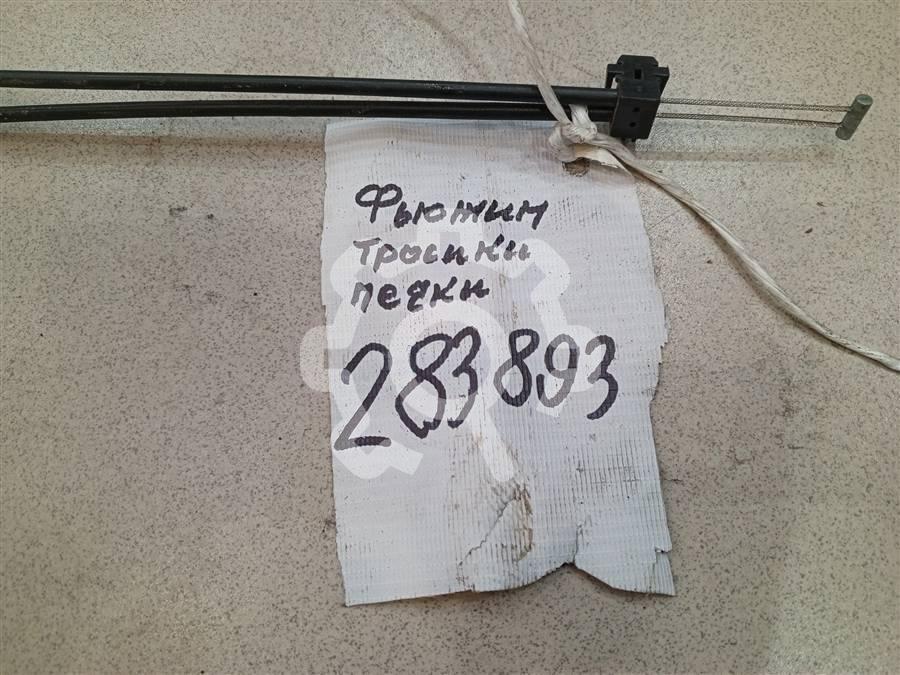 Фьюжин
тросики
печки
283893